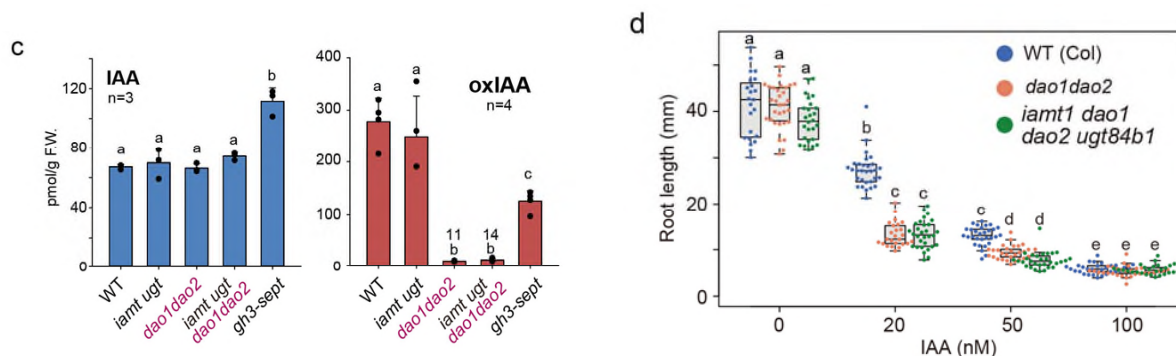 c
IAA
n=3
pmol/g F.W.
120
80
60
40
0
a
a
a
a
b
WT
iamt ugt
dao1dao2
iamt ugt
dao1dao2
gh3-sept
oxIAA
n=4
400
300
200
100
0
a
a
11
b
14
b
c
WT
iamt ugt
dao1dao2
iamt ugt
dao1dao2
gh3-sept
d
WT (Col)
dao1dao2
iamt1 dao1
dao2 ugt84b1
Root length (mm)
40
20
10
0
a
a
a
b
c
c
c
d
d
e
e
e
0
20
50
100
IAA (nM)